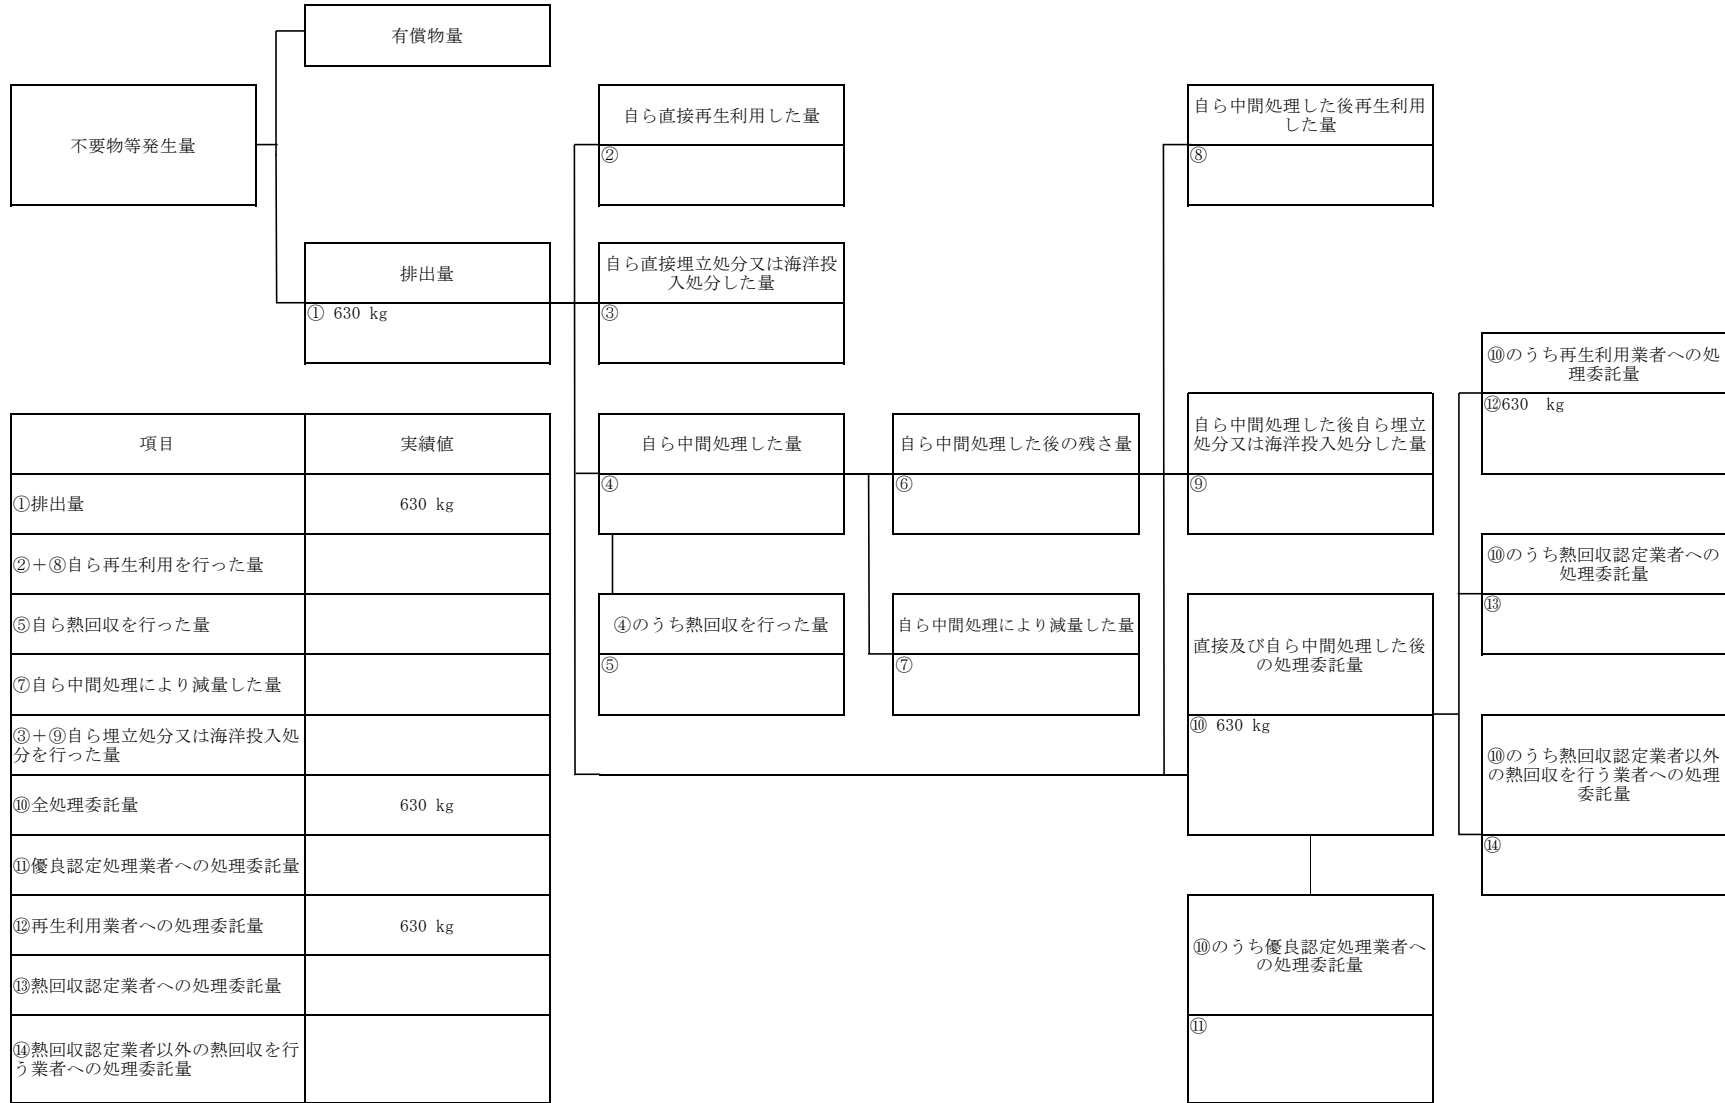 有償物量
不要物等発生量
自ら直接再生利用した量
②
自ら中間処理した後再生利用
した量
⑧
排出量
① 630 kg
自ら直接埋立処分又は海洋投
入処分した量
③
⑩のうち再生利用業者への処
理委託量
⑫630 kg
自ら中間処理した量
④
自ら中間処理した後の残さ量
⑥
自ら中間処理した後自ら埋立
処分又は海洋投入処分した量
⑨
⑩のうち熱回収認定業者への
処理委託量
⑬
④のうち熱回収を行った量
⑤
自ら中間処理により減量した量
⑦
直接及び自ら中間処理した後
の処理委託量
⑩ 630 kg
⑩のうち熱回収認定業者以外
の熱回収を行う業者への処理
委託量
⑭
⑩のうち優良認定処理業者へ
の処理委託量
⑪
項目 実績値
①排出量 630 kg
②＋⑧自ら再生利用を行った量
⑤自ら熱回収を行った量
⑦自ら中間処理により減量した量
③＋⑨自ら埋立処分又は海洋投入処
分を行った量
⑩全処理委託量 630 kg
⑪優良認定処理業者への処理委託量
⑫再生利用業者への処理委託量 630 kg
⑬熱回収認定業者への処理委託量
⑭熱回収認定業者以外の熱回収を行
う業者への処理委託量